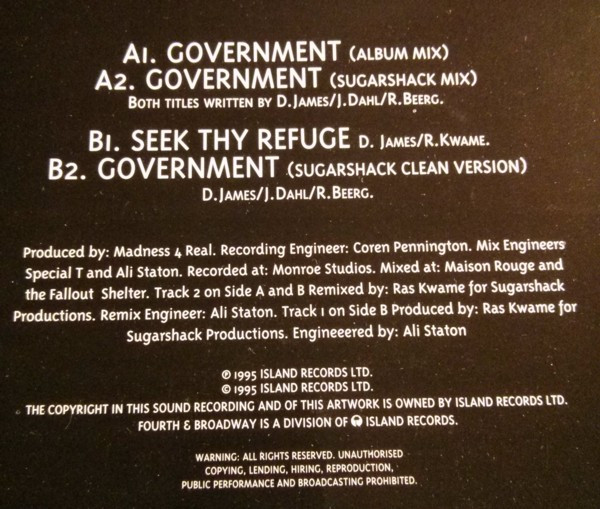 A1. GOVERNMENT (ALBUM MIX)
A2. GOVERNMENT (SUGARSHACK MIX)
BOTH TITLES WRITTEN BY D.JAMES/J.DAHL/R.BEERG.
B1. SEEK THY REFUGE D. JAMES/R.KWAME.
B2. GOVERNMENT (SUGARSHACK CLEAN VERSION)
D.JAMES/J.DAHL/R.BEERG.
Produced by: Madness 4 Real. Recording Engineer: Coren Pennington. Mix Engineers
Special T and Ali Staton. Recorded at: Monroe Studios. Mixed at: Maison Rouge and
the Fallout Shelter. Track 2 on Side A and B Remixed by: Ras Kwame for Sugarshack
Productions. Remix Engineer: Ali Staton. Track 1 on Side B Produced by: Ras Kwame for
Sugarshack Productions. Engineeered by: Ali Staton
℗ 1995 ISLAND RECORDS LTD.
© 1995 ISLAND RECORDS LTD.
THE COPYRIGHT IN THIS SOUND RECORDING AND OF THIS ARTWORK IS OWNED BY ISLAND RECORDS LTD.
FOURTH & BROADWAY IS A DIVISION OF ISLAND RECORDS.
WARNING: ALL RIGHTS RESERVED. UNAUTHORISED
COPYING, LENDING, HIRING, REPRODUCTION,
PUBLIC PERFORMANCE AND BROADCASTING PROHIBITED.